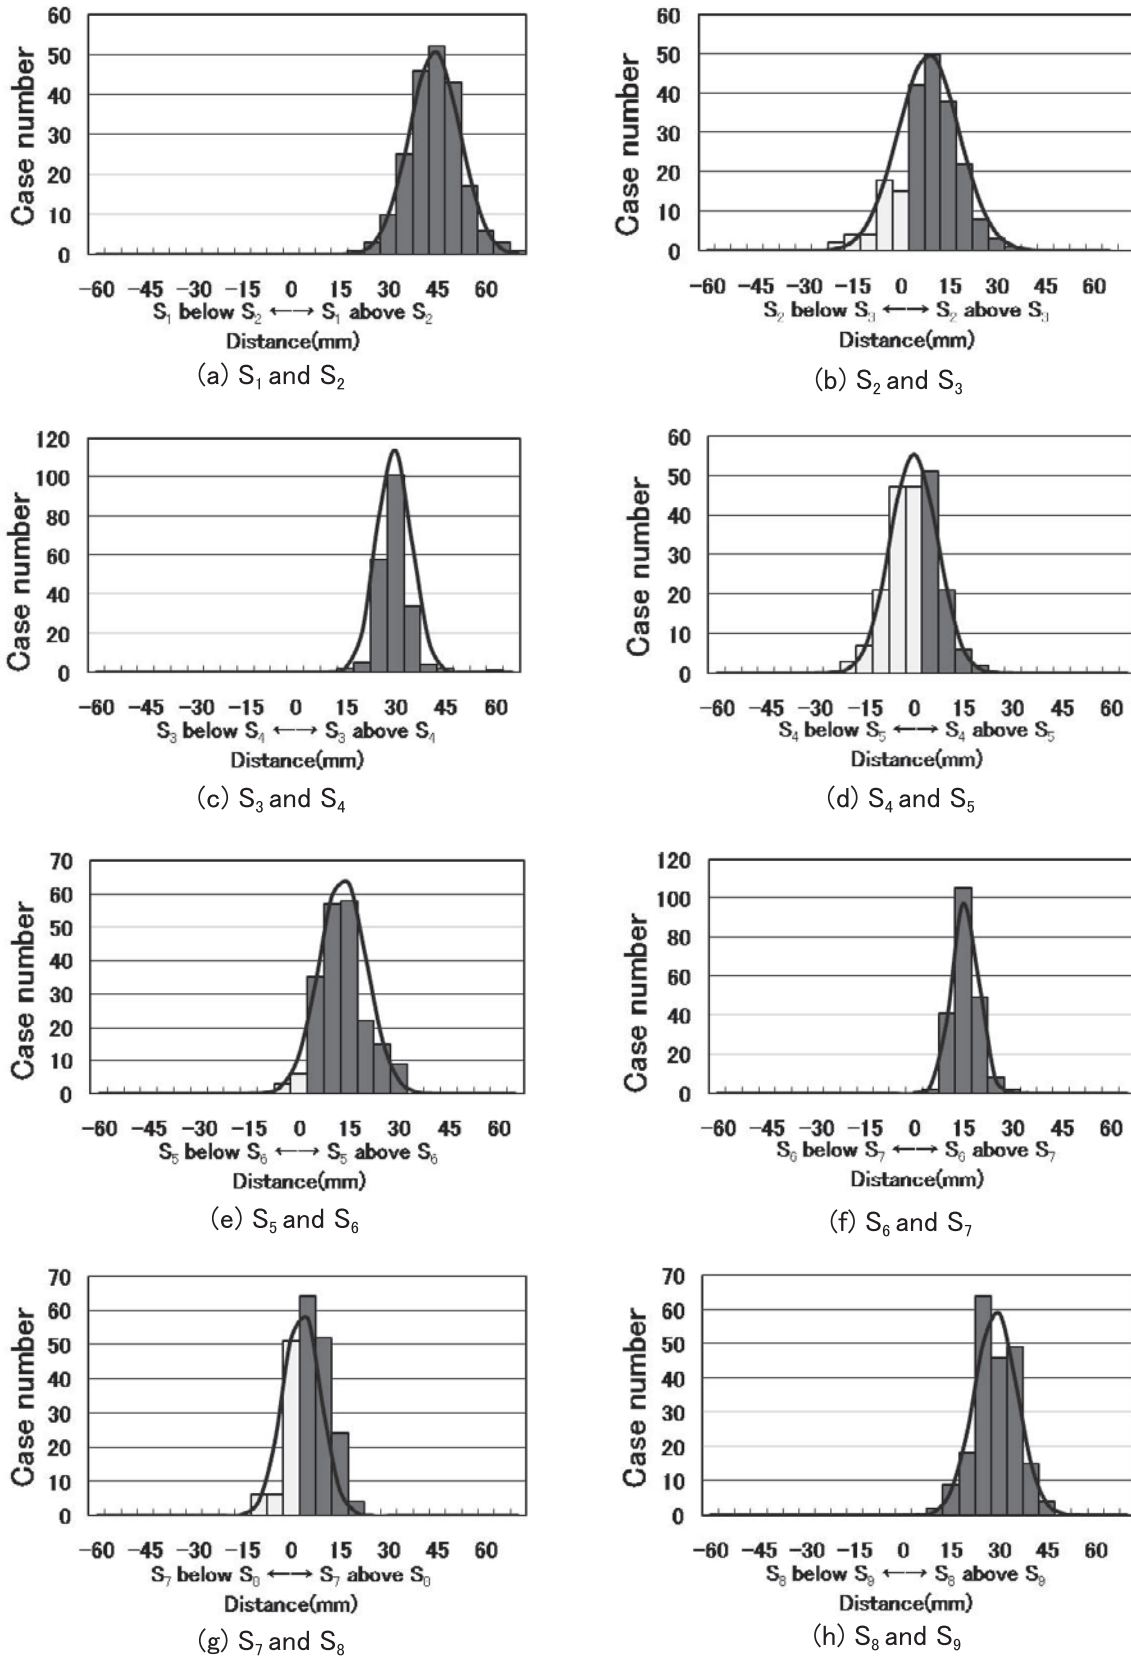 60
50
40
30
20
10
0
Case number
-60 -45 -30 -15 0 15 30 45 60
S1 below S2 ←→ S1 above S2
Distance(mm)
(a) S1 and S2
60
50
40
30
20
10
0
Case number
-60 -45 -30 -15 0 15 30 45 60
S2 below S3 ←→ S2 above S3
Distance(mm)
(b) S2 and S3
120
100
80
60
40
20
0
Case number
-60 -45 -30 -15 0 15 30 45 60
S3 below S4 ←→ S3 above S4
Distance(mm)
(c) S3 and S4
60
50
40
30
20
10
0
Case number
-60 -45 -30 -15 0 15 30 45 60
S4 below S5 ←→ S4 above S5
Distance(mm)
(d) S4 and S5
70
60
50
40
30
20
10
0
Case number
-60 -45 -30 -15 0 15 30 45 60
S5 below S6 ←→ S5 above S6
Distance(mm)
(e) S5 and S6
120
100
80
60
40
20
0
Case number
-60 -45 -30 -15 0 15 30 45 60
S6 below S7 ←→ S6 above S7
Distance(mm)
(f) S6 and S7
70
60
50
40
30
20
10
0
Case number
-60 -45 -30 -15 0 15 30 45 60
S7 below S8 ←→ S7 above S8
Distance(mm)
(g) S7 and S8
70
60
50
40
30
20
10
0
Case number
-60 -45 -30 -15 0 15 30 45 60
S8 below S9 ←→ S8 above S9
Distance(mm)
(h) S8 and S9